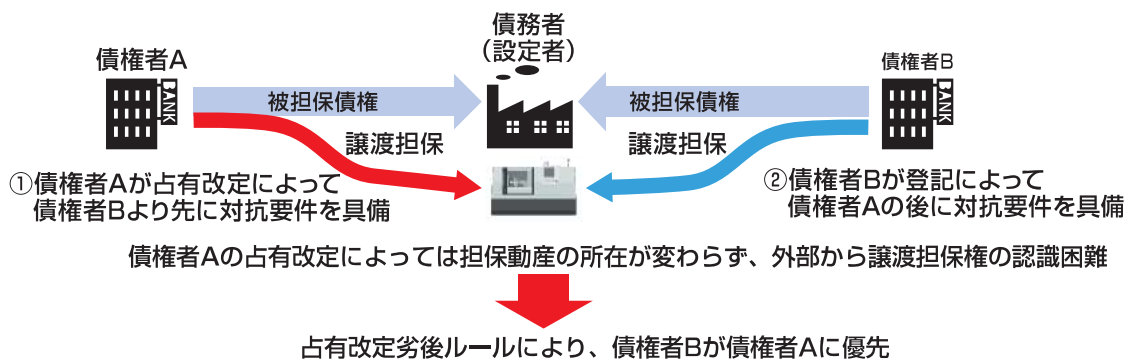 債務者
（設定者）
債権者A
BANK
債権者B
BANK
被担保債権
被担保債権
譲渡担保
譲渡担保
①債権者Aが占有改定によって
債権者Bより先に対抗要件を具備
②債権者Bが登記によって
債権者Aの後に対抗要件を具備
債権者Aの占有改定によっては担保動産の所在が変わらず、外部から譲渡担保権の認識困難
占有改定劣後ルールにより、債権者Bが債権者Aに優先